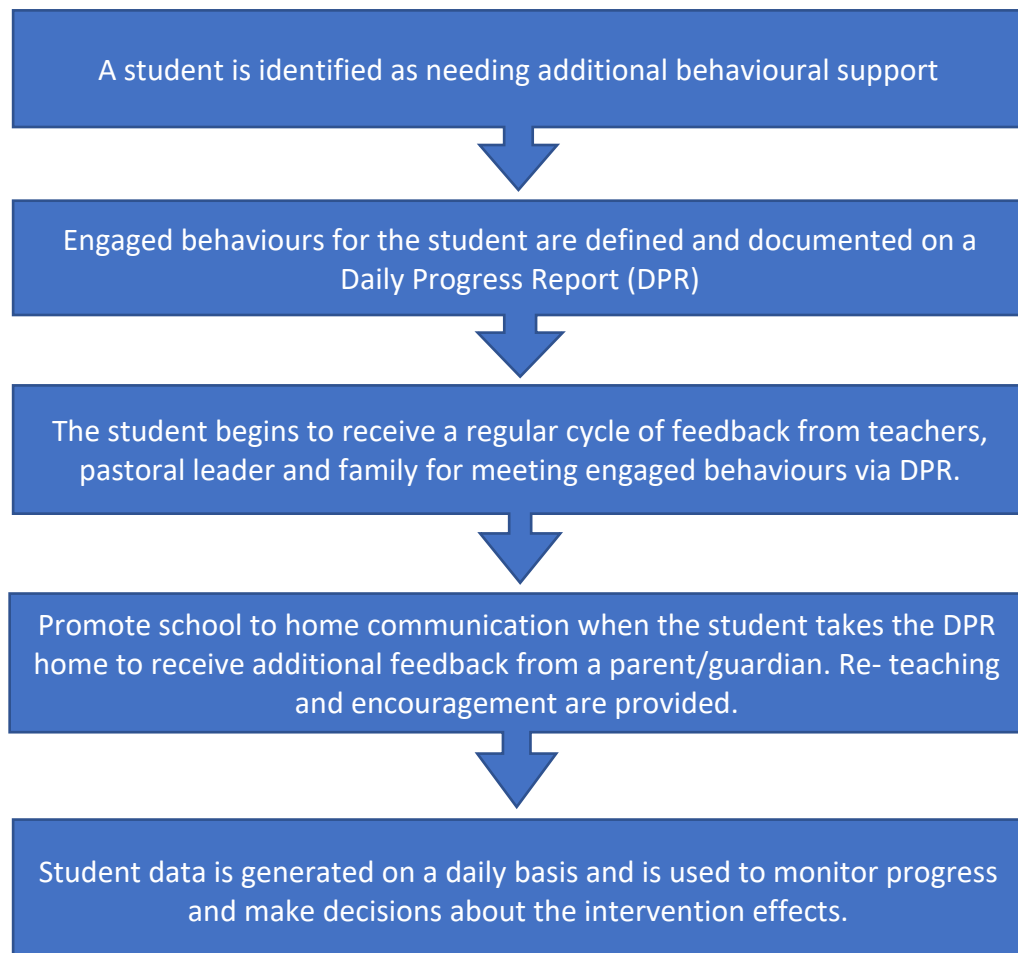 A student is identified as needing additional behavioural support
Engaged behaviours for the student are defined and documented on a
Daily Progress Report (DPR)
The student begins to receive a regular cycle of feedback from teachers,
pastoral leader and family for meeting engaged behaviours via DPR.
Promote school to home communication when the student takes the DPR
home to receive additional feedback from a parent/guardian. Re- teaching
and encouragement are provided.
Student data is generated on a daily basis and is used to monitor progress
and make decisions about the intervention effects.